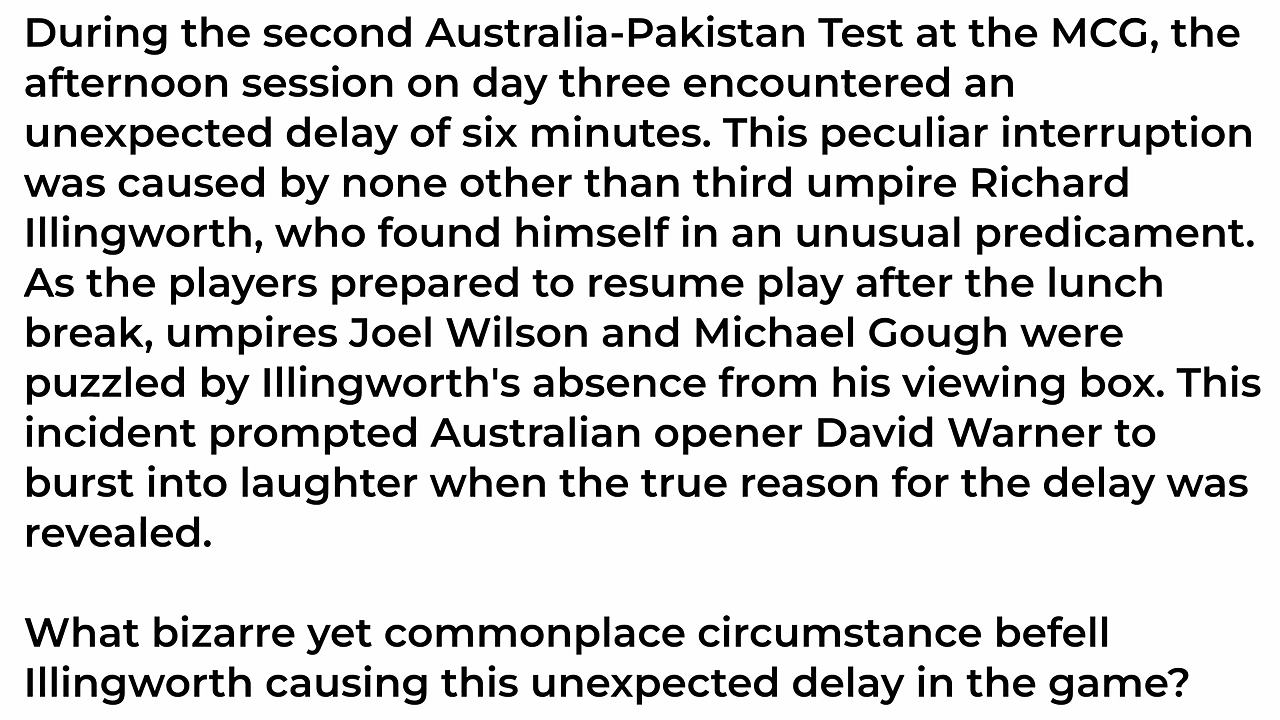 During the second Australia-Pakistan Test at the MCG, the
afternoon session on day three encountered an
unexpected delay of six minutes. This peculiar interruption
was caused by none other than third umpire Richard
Illingworth, who found himself in an unusual predicament.
As the players prepared to resume play after the lunch
break, umpires Joel Wilson and Michael Gough were
puzzled by Illingworth's absence from his viewing box. This
incident prompted Australian opener David Warner to
burst into laughter when the true reason for the delay was
revealed.
What bizarre yet commonplace circumstance befell
Illingworth causing this unexpected delay in the game?